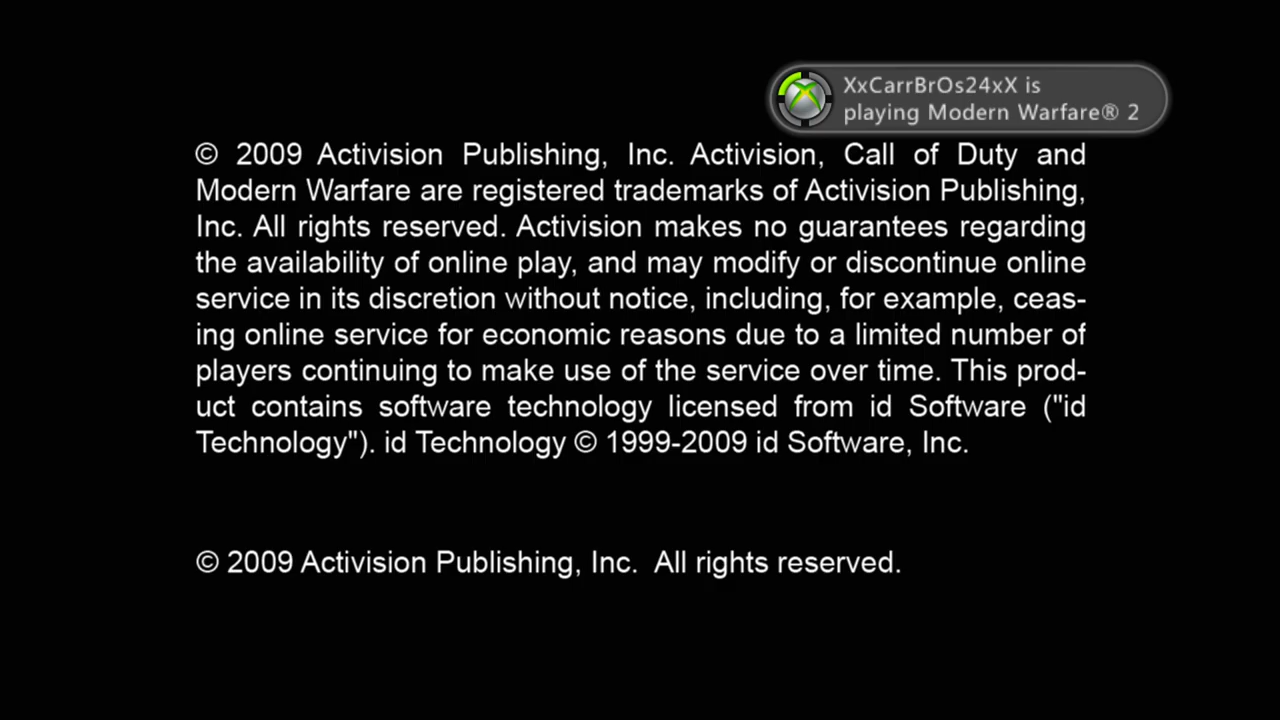 XxCarrBrOs24xX is
playing Modern Warfare® 2
© 2009 Activision Publishing, Inc. Activision, Call of Duty and
Modern Warfare are registered trademarks of Activision Publishing,
Inc. All rights reserved. Activision makes no guarantees regarding
the availability of online play, and may modify or discontinue online
service in its discretion without notice, including, for example, ceas-
ing online service for economic reasons due to a limited number of
players continuing to make use of the service over time. This prod-
uct contains software technology licensed from id Software ("id
Technology"). id Technology © 1999-2009 id Software, Inc.
© 2009 Activision Publishing, Inc. All rights reserved.